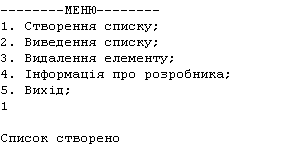 --------МЕНЮ--------
1. Створення списку;
2. Виведення списку;
3. Видалення елементу;
4. Інформація про розробника;
5. Вихід;
1
Список створено